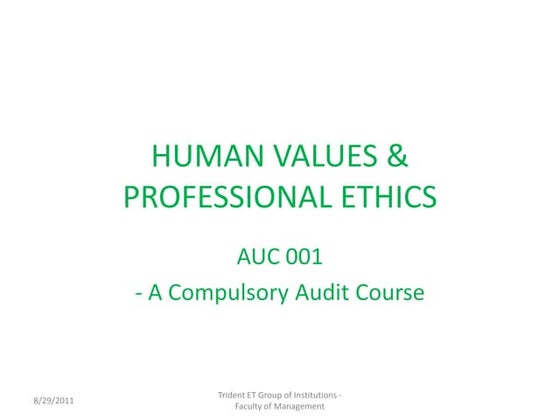 HUMAN VALUES &
PROFESSIONAL ETHICS
AUC 001
- A Compulsory Audit Course
8/29/2011
Trident ET Group of Institutions -
Faculty of Management